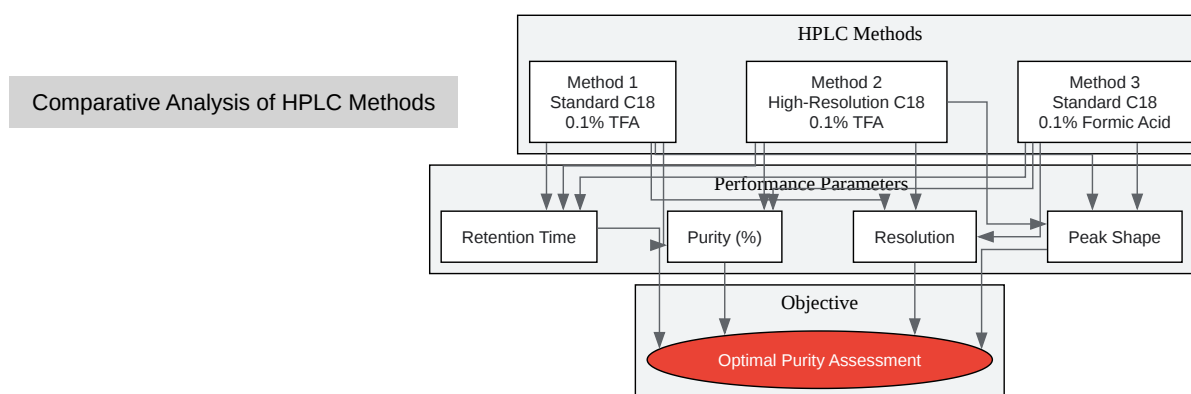 HPLC Methods
Comparative Analysis of HPLC Methods
Method 1
Standard C18
0.1% TFA
Method 2
High-Resolution C18
0.1% TFA
Method 3
Standard C18
0.1% Formic Acid
Performance Parameters
Retention Time
Purity (%)
Resolution
Peak Shape
Objective
Optimal Purity Assessment